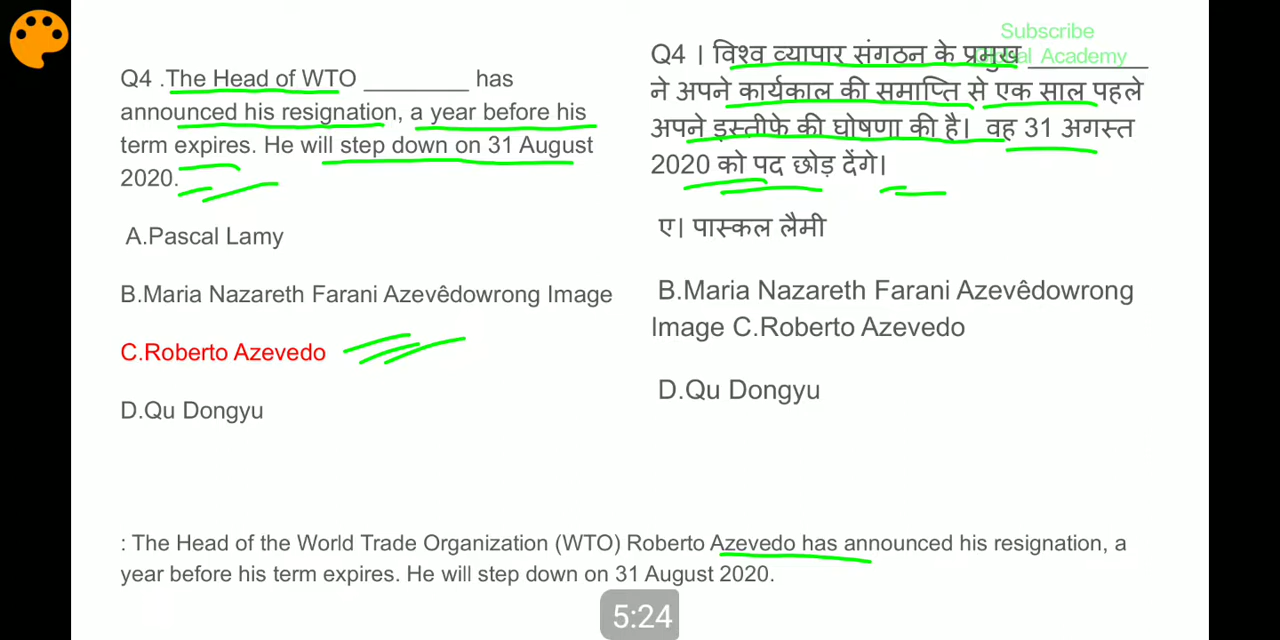 Q4 .The Head of WTO _________ has
announced his resignation, a year before his
term expires. He will step down on 31 August
2020.
A.Pascal Lamy
B.Maria Nazareth Farani Azevêdowrong Image
C.Roberto Azevedo
D.Qu Dongyu
Subscribe
Academy
Q4 । विश्व व्यापार संगठन के प्रमुख _________
ने अपने कार्यकाल की समाप्ति से एक साल पहले
अपने इस्तीफे की घोषणा की है। वह 31 अगस्त
2020 को पद छोड़ देंगे।
ए। पास्कल लैमी
B.Maria Nazareth Farani Azevêdowrong
Image C.Roberto Azevedo
D.Qu Dongyu
: The Head of the World Trade Organization (WTO) Roberto Azevedo has announced his resignation, a
year before his term expires. He will step down on 31 August 2020.
5:24